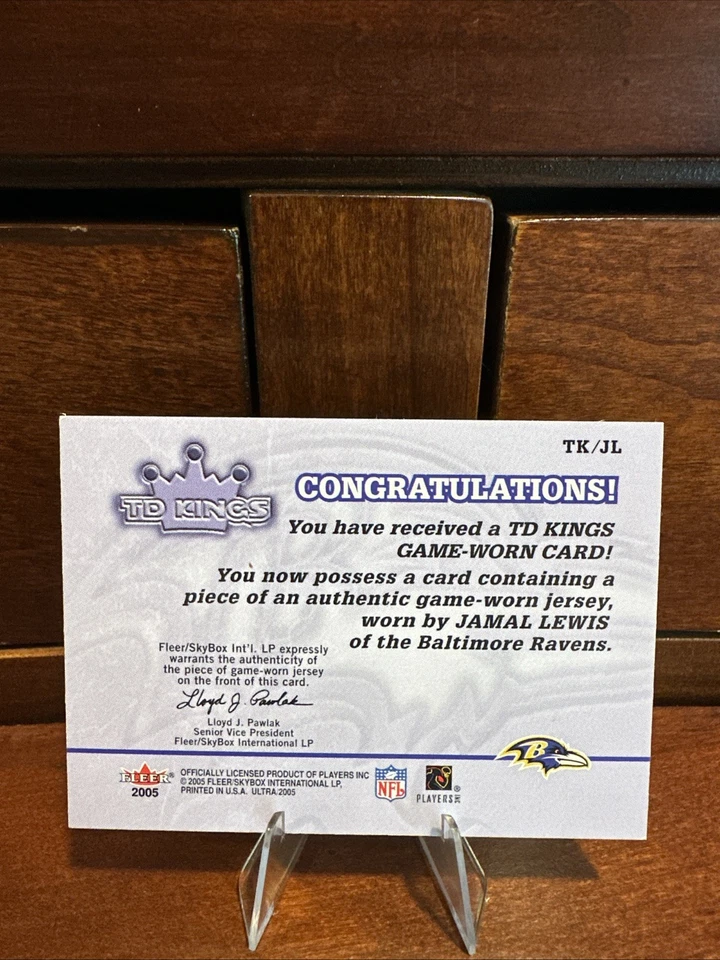 TK/JL
TD KINGS
CONGRATULATIONS!
You have received a TD KINGS
GAME-WORN CARD!
You now possess a card containing a
piece of an authentic game-worn jersey,
worn by JAMAL LEWIS
of the Baltimore Ravens.
Fleer/SkyBox Int'l. LP expressly
warrants the authenticity of
the piece of game-worn jersey
on the front of this card.
Lloyd J. Pawlak
Lloyd J. Pawlak
Senior Vice President
Fleer/SkyBox International LP
FLEER
2005
OFFICIALLY LICENSED PRODUCT OF PLAYERS INC
© 2005 FLEER/SKYBOX INTERNATIONAL LP,
PRINTED IN U.S.A. ULTRA 2005
NFL
PLAYERS INC ®
B